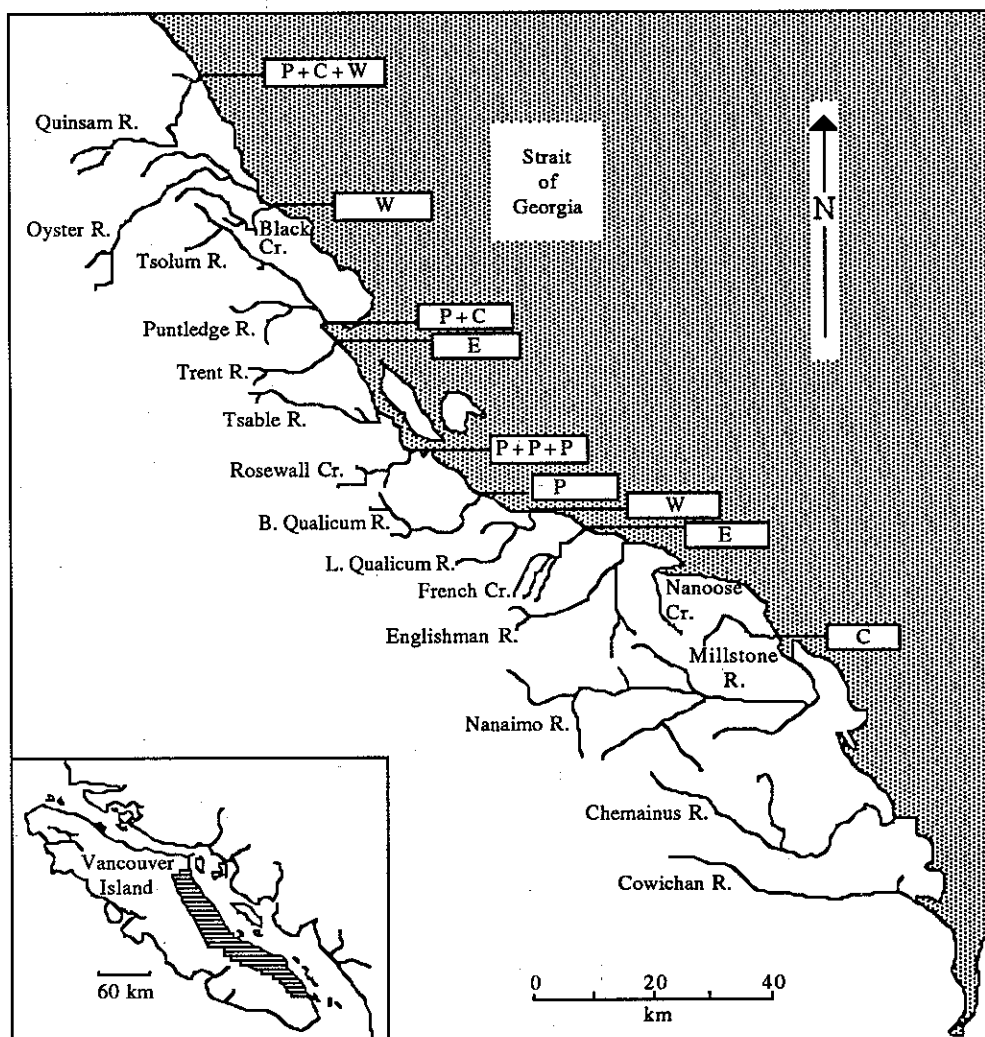 P + C + W
Quinsam R.
Strait
of
Georgia
N
W
Oyster R.
Black
Cr.
Tsolum R.
P + C
Puntledge R.
E
Trent R.
Tsable R.
P + P + P
Rosewall Cr.
P
W
B. Qualicum R.
E
L. Qualicum R.
French Cr.
Nanoose
Cr.
Englishman R.
C
Millstone
R.
Nanaimo R.
Chemainus R.
Vancouver
Island
Cowichan R.
60 km
0 20 40
km